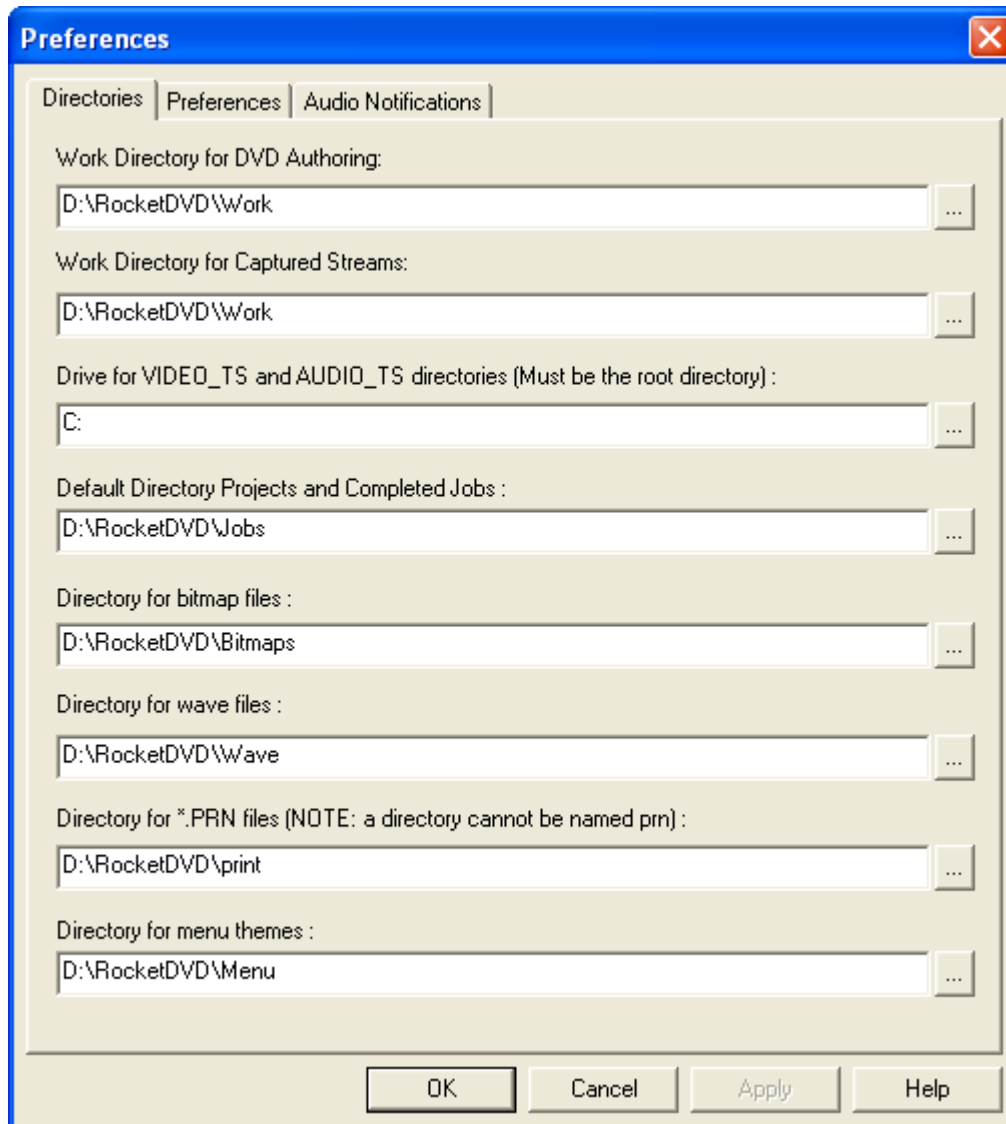 Preferences
Directories Preferences Audio Notifications
Work Directory for DVD Authoring:
D:\RocketDVD\Work
...
Work Directory for Captured Streams:
D:\RocketDVD\Work
...
Drive for VIDEO_TS and AUDIO_TS directories (Must be the root directory) :
C:
...
Default Directory Projects and Completed Jobs :
D:\RocketDVD\Jobs
...
Directory for bitmap files :
D:\RocketDVD\Bitmaps
...
Directory for wave files :
D:\RocketDVD\Wave
...
Directory for *.PRN files (NOTE: a directory cannot be named prn) :
D:\RocketDVD\print
...
Directory for menu themes :
D:\RocketDVD\Menu
...
OK Cancel Apply Help